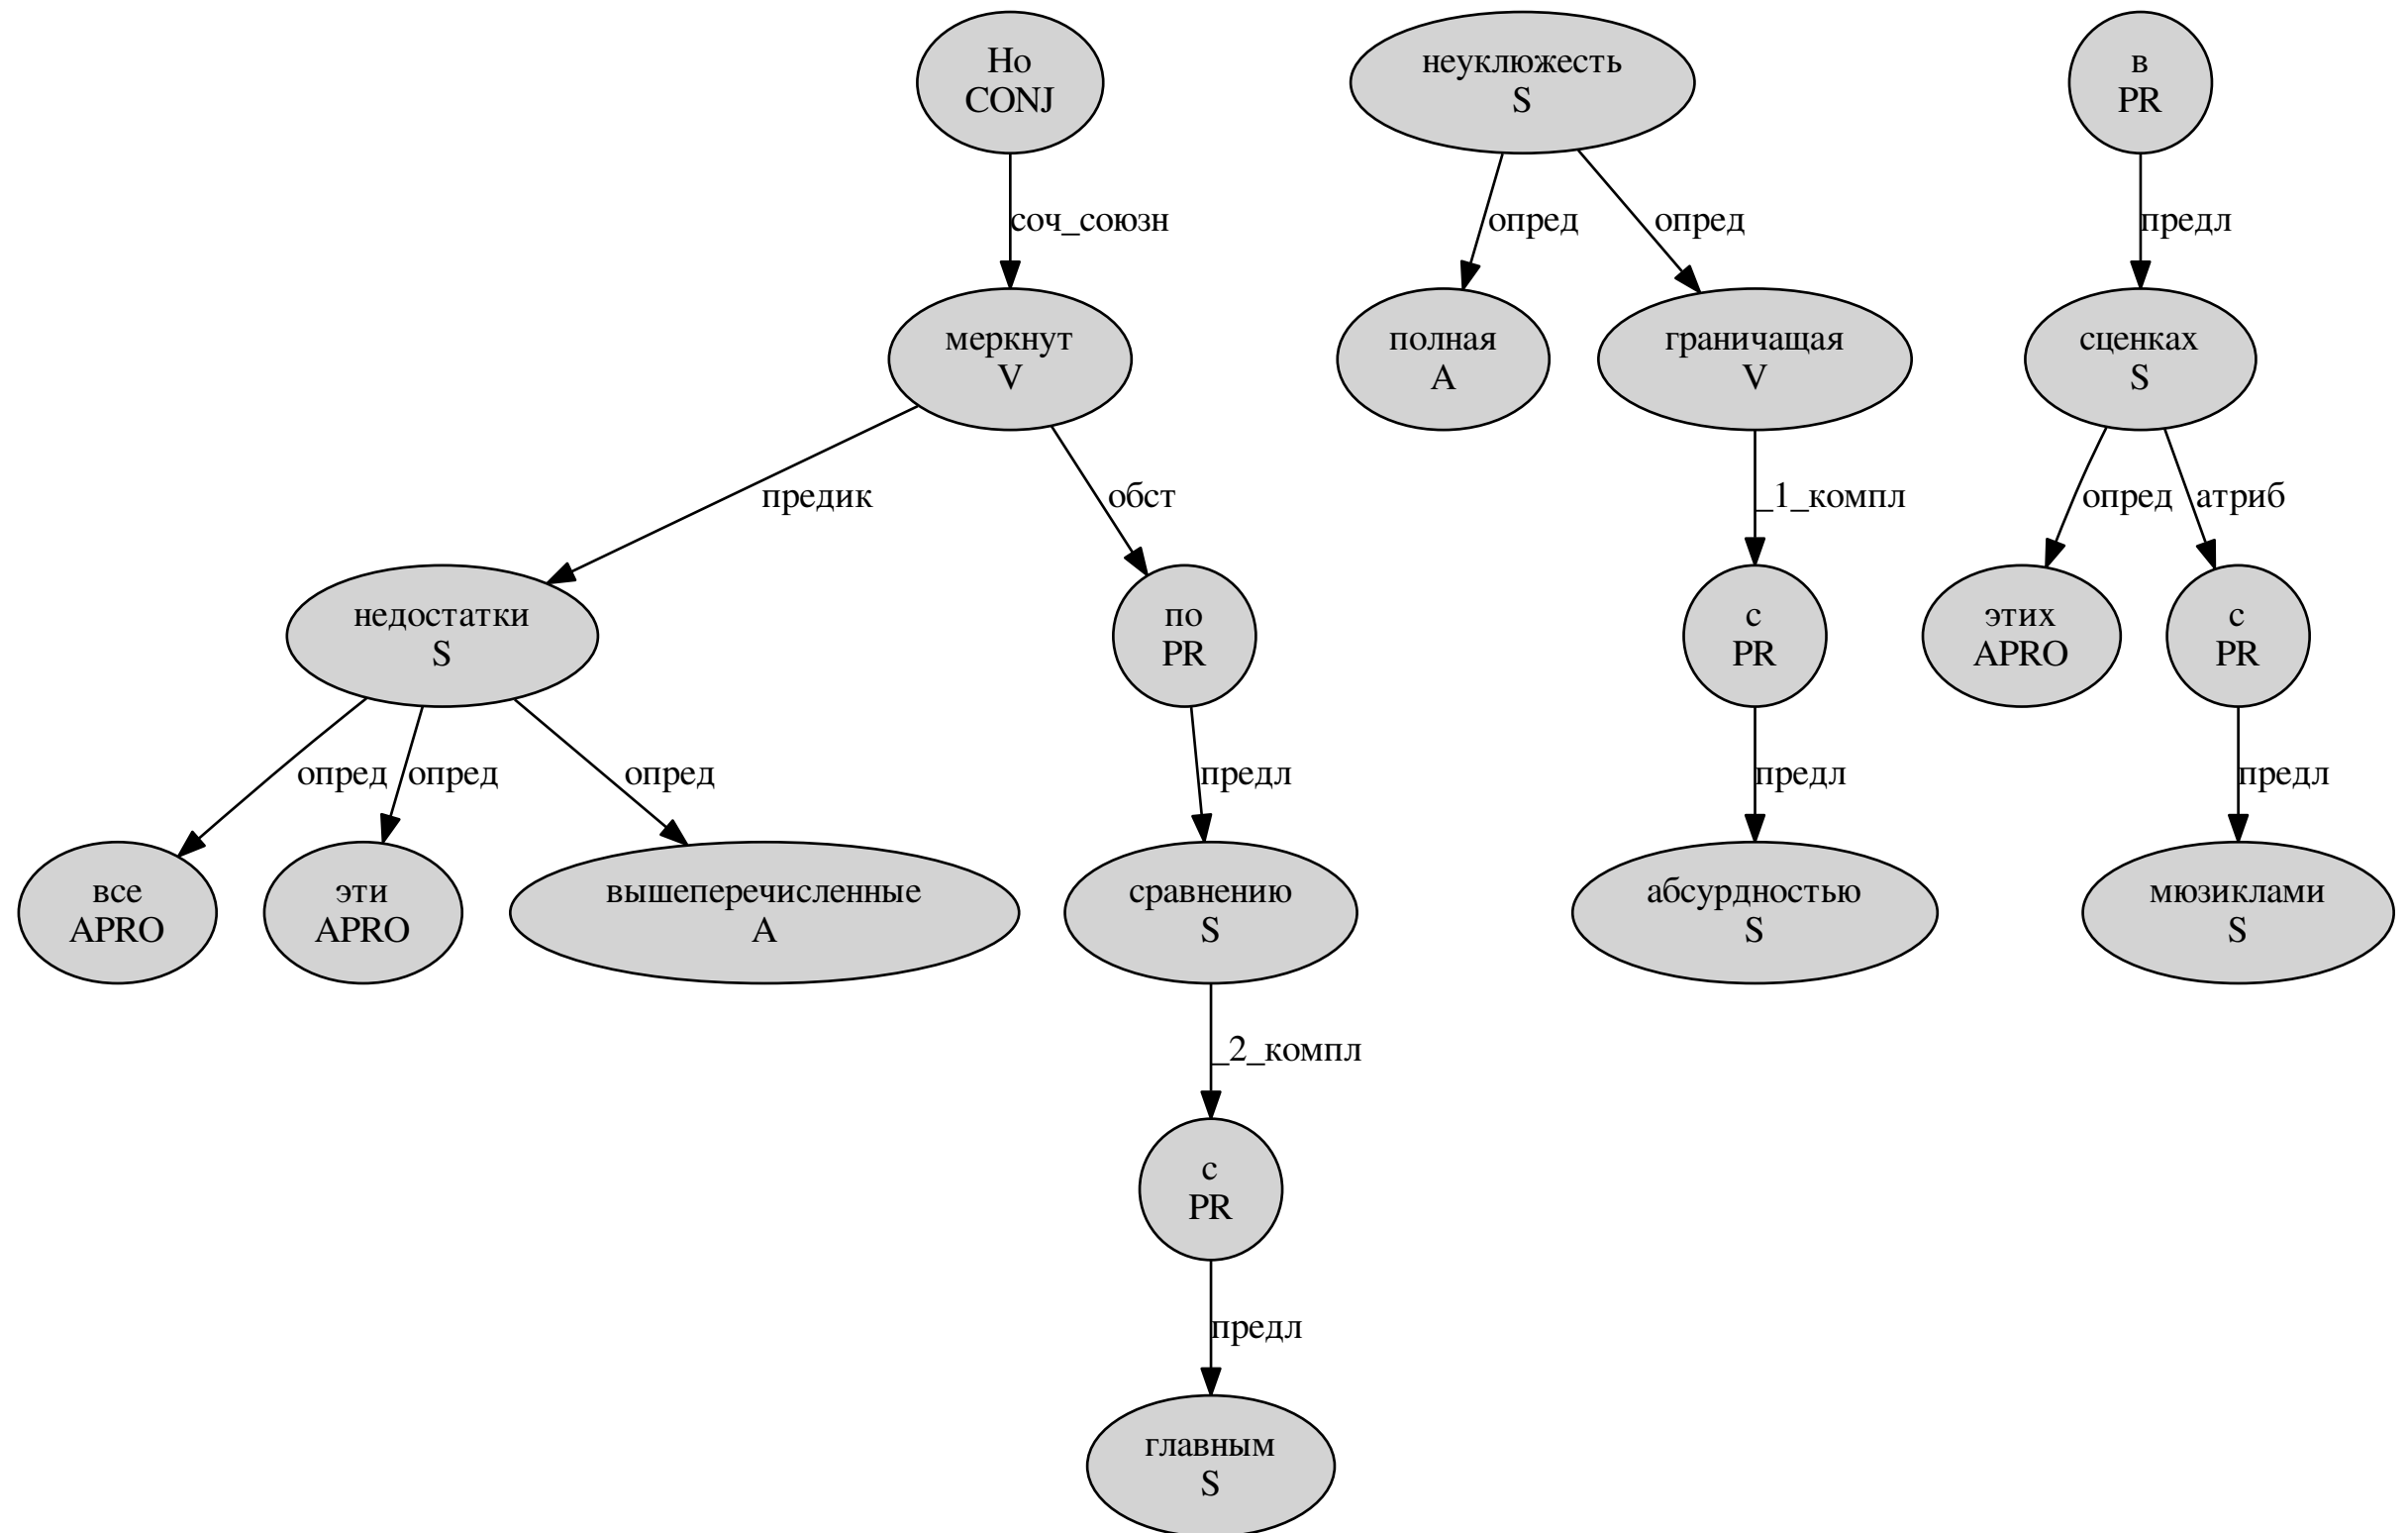 Но
CONJ
неуклюжесть
S
в
PR
соч_союзн
опред
опред
предл
меркнут
V
полная
A
граничащая
V
сценках
S
предик
обст
_1_компл
опред
атриб
недостатки
S
по
PR
с
PR
этих
APRO
с
PR
опред
опред
опред
предл
предл
предл
все
APRO
эти
APRO
вышеперечисленные
A
сравнению
S
абсурдностью
S
мюзиклами
S
_2_компл
с
PR
предл
главным
S